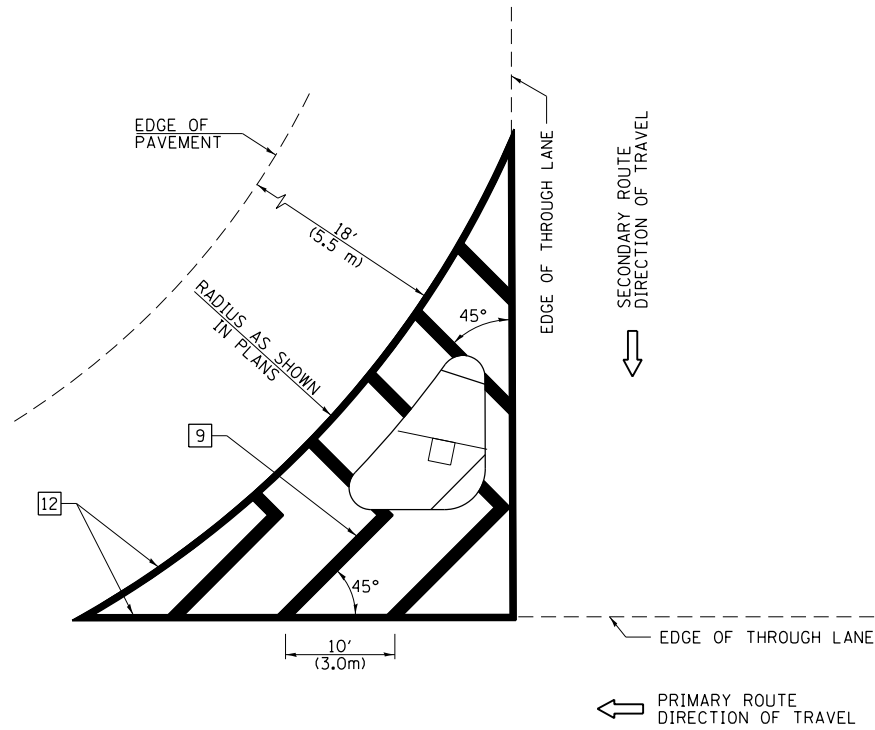 EDGE OF
PAVEMENT
18'
(5.5 m)
RADIUS AS SHOWN
IN PLANS
45°
EDGE OF THROUGH LANE
SECONDARY ROUTE
DIRECTION OF TRAVEL
9
12
45°
10'
(3.0m)
EDGE OF THROUGH LANE
PRIMARY ROUTE
DIRECTION OF TRAVEL